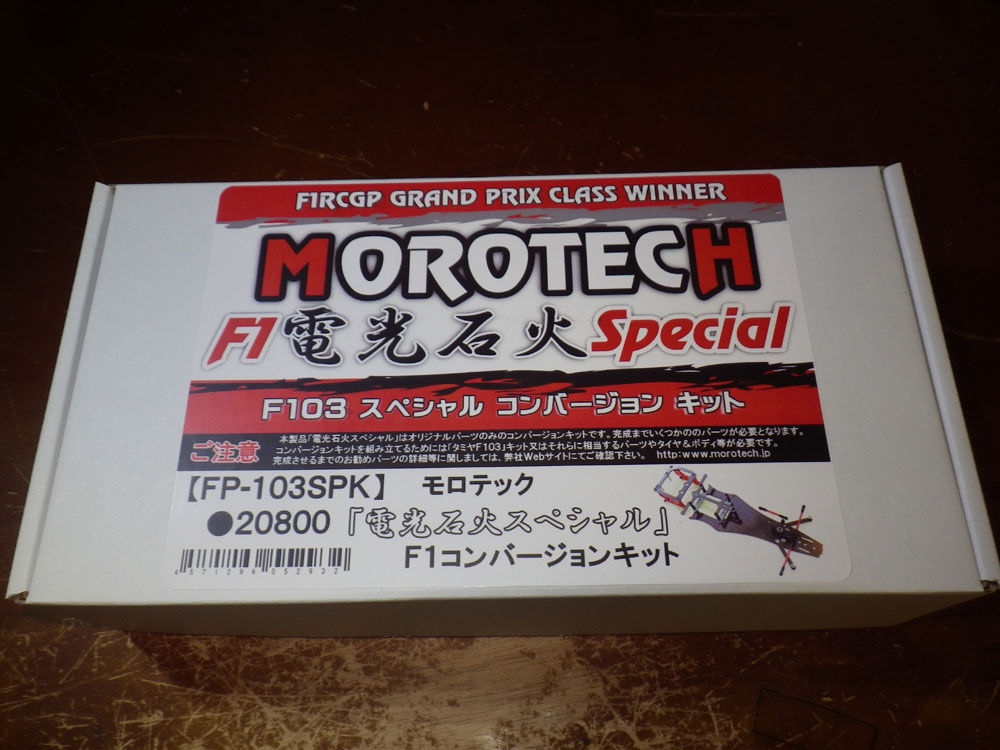 F1RCGP GRAND PRIX CLASS WINNER
MOROTECH
F1電光石火Special
F103 スペシャル コンバージョン キット
ご注意
本製品「電光石火スペシャル」はオリジナルパーツのみのコンバージョンキットです。完成までいくつかののパーツが必要となります。
コンバージョンキットを組み立てるためには「タミヤF103」キット又はそれらに相当するパーツやタイヤ&ボディ等が必要です。
完成させるまでのお勧めパーツの詳細等に関しましては、弊社Webサイトにてご確認下さい。 http:www.morotech.jp
【FP-103SPK】 モロテック
●20800「電光石火スペシャル」
F1コンバージョンキット
4571296552932